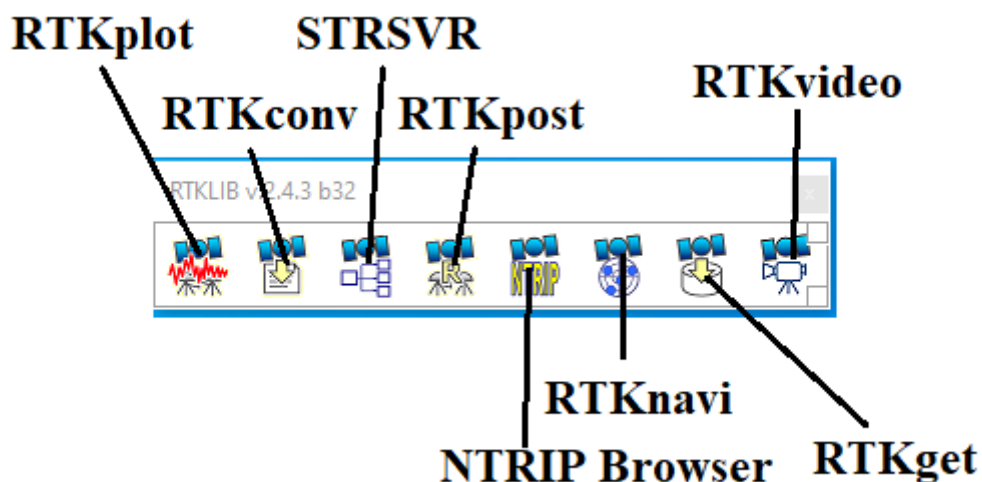 RTKplot STRSVR
RTKvideo
RTKconv RTKpost
RTKLIB v.2.4.3 b32
x
R
NTRIP
RTKnavi
NTRIP Browser RTKget